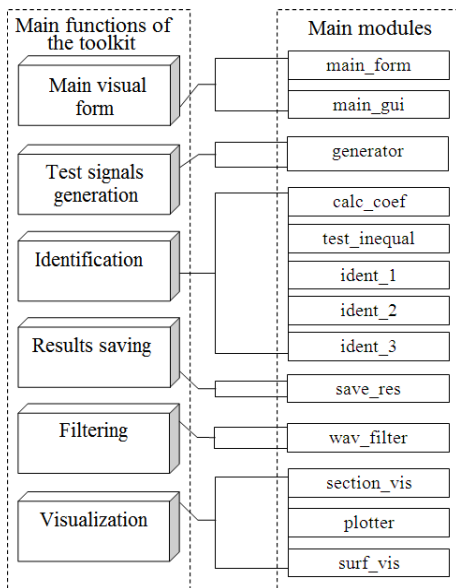 Main functions of
the toolkit
Main visual
form
Test signals
generation
Identification
Results saving
Filtering
Visualization
Main modules
main_form
main_gui
generator
calc_coef
test_inequal
ident_1
ident_2
ident_3
save_res
wav_filter
section_vis
plotter
surf_vis